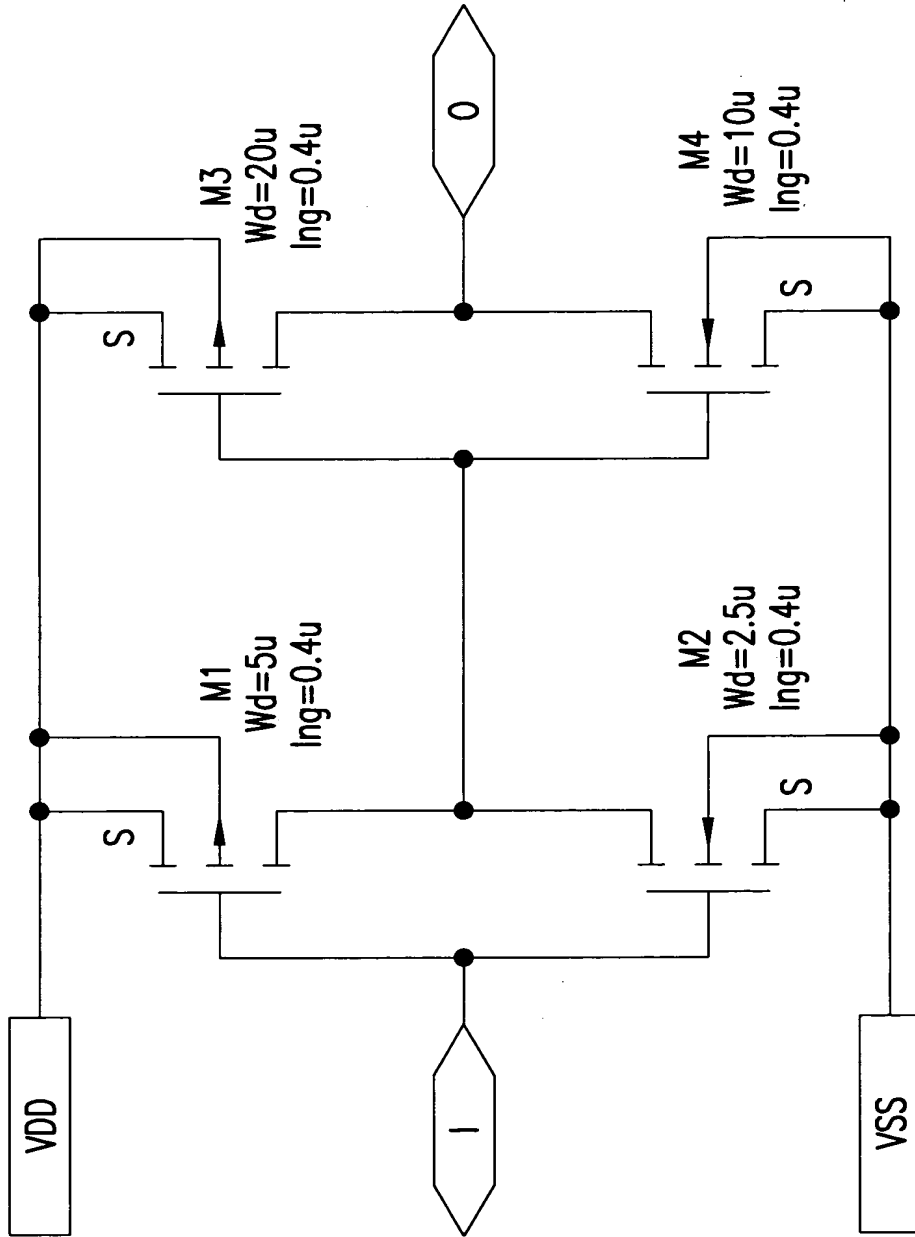 VDD
S
M1
Wd=5u
lng=0.4u
S
M3
Wd=20u
lng=0.4u
I
O
M2
Wd=2.5u
lng=0.4u
S
M4
Wd=10u
lng=0.4u
S
VSS